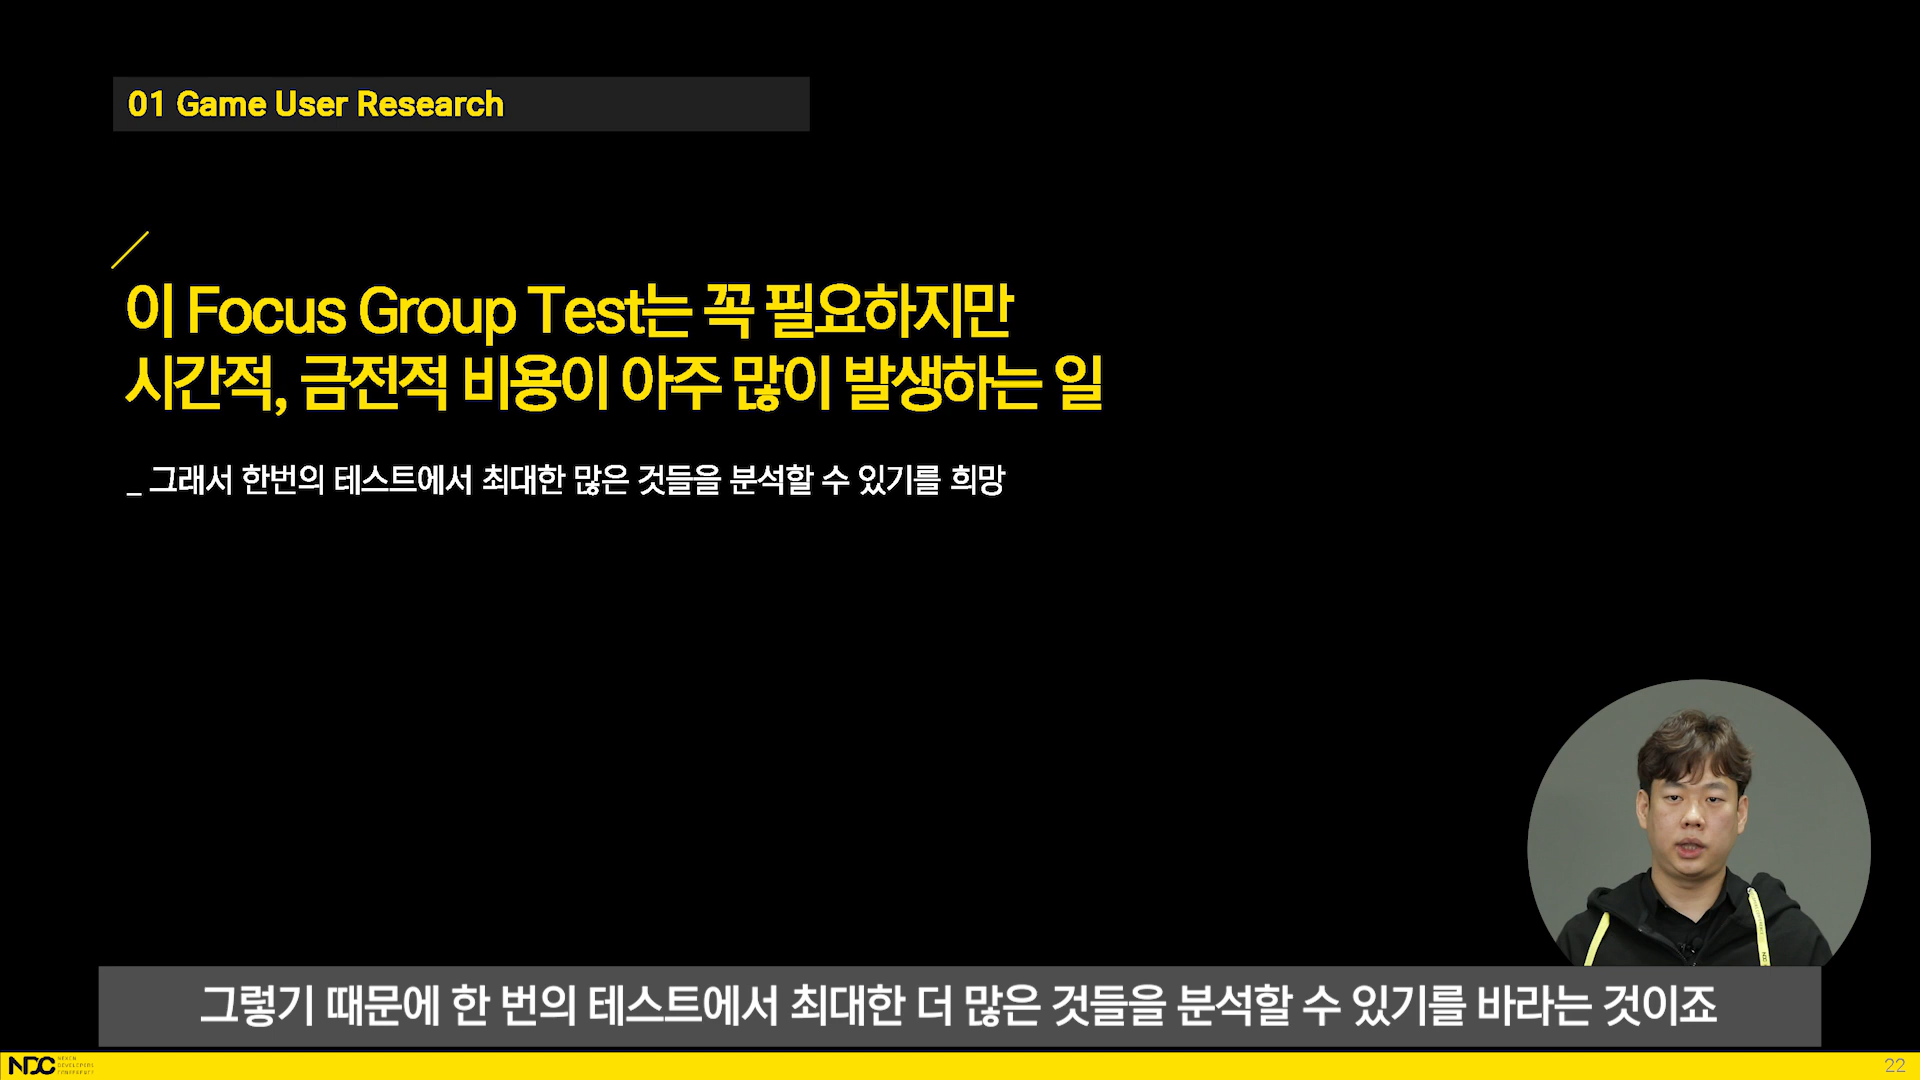 01 Game User Research
이 Focus Group Test는 꼭 필요하지만
시간적, 금전적 비용이 아주 많이 발생하는 일
_ 그래서 한번의 테스트에서 최대한 많은 것들을 분석할 수 있기를 희망
그렇기 때문에 한 번의 테스트에서 최대한 더 많은 것들을 분석할 수 있기를 바라는 것이죠
NDC
NEXON
DEVELOPERS
CONFERENCE
22